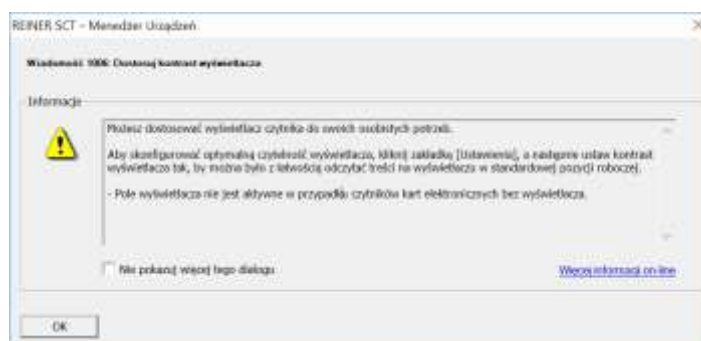 REINER SCT – Menedżer Urządzeń
Wiadomość 1006: Dostosuj kontrast wyświetlacza
Informacje
Możesz dostosować wyświetlacz czytnika do swoich osobistych potrzeb.
Aby skonfigurować optymalną czytelność wyświetlacza, kliknij zakładkę [Ustawienia], a następnie ustaw kontrast
wyświetlacza tak, by można było z łatwością odczytać treści na wyświetlaczu w standardowej pozycji roboczej.
- Pole wyświetlacza nie jest aktywne w przypadku czytników kart elektronicznych bez wyświetlacza.
Nie pokazuj więcej tego dialogu
Więcej informacji on-line
OK